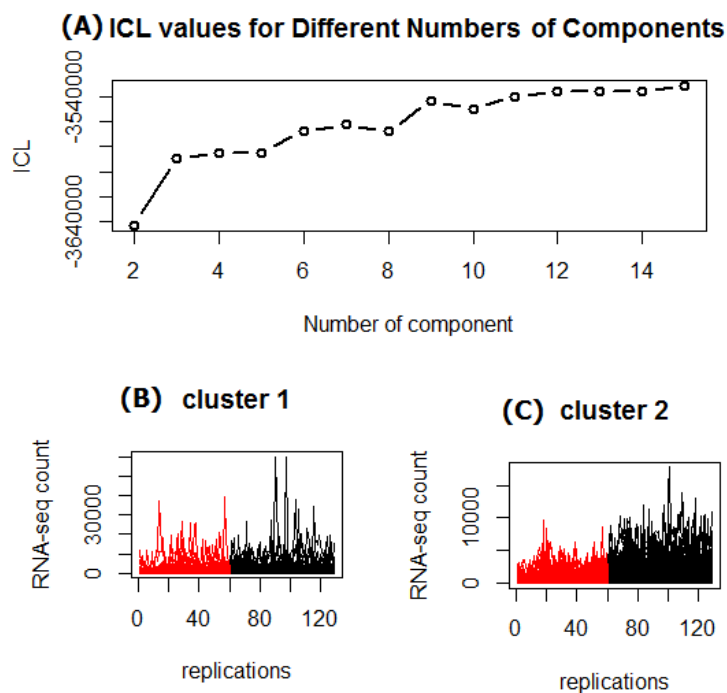 (A) ICL values for Different Numbers of Components
ICL
-3540000
-3640000
2 4 6 8 10 12 14
Number of component
(B) cluster 1
RNA-seq count
30000
0
0 40 80 120
replications
(C) cluster 2
RNA-seq count
10000
0
0 40 80 120
replications